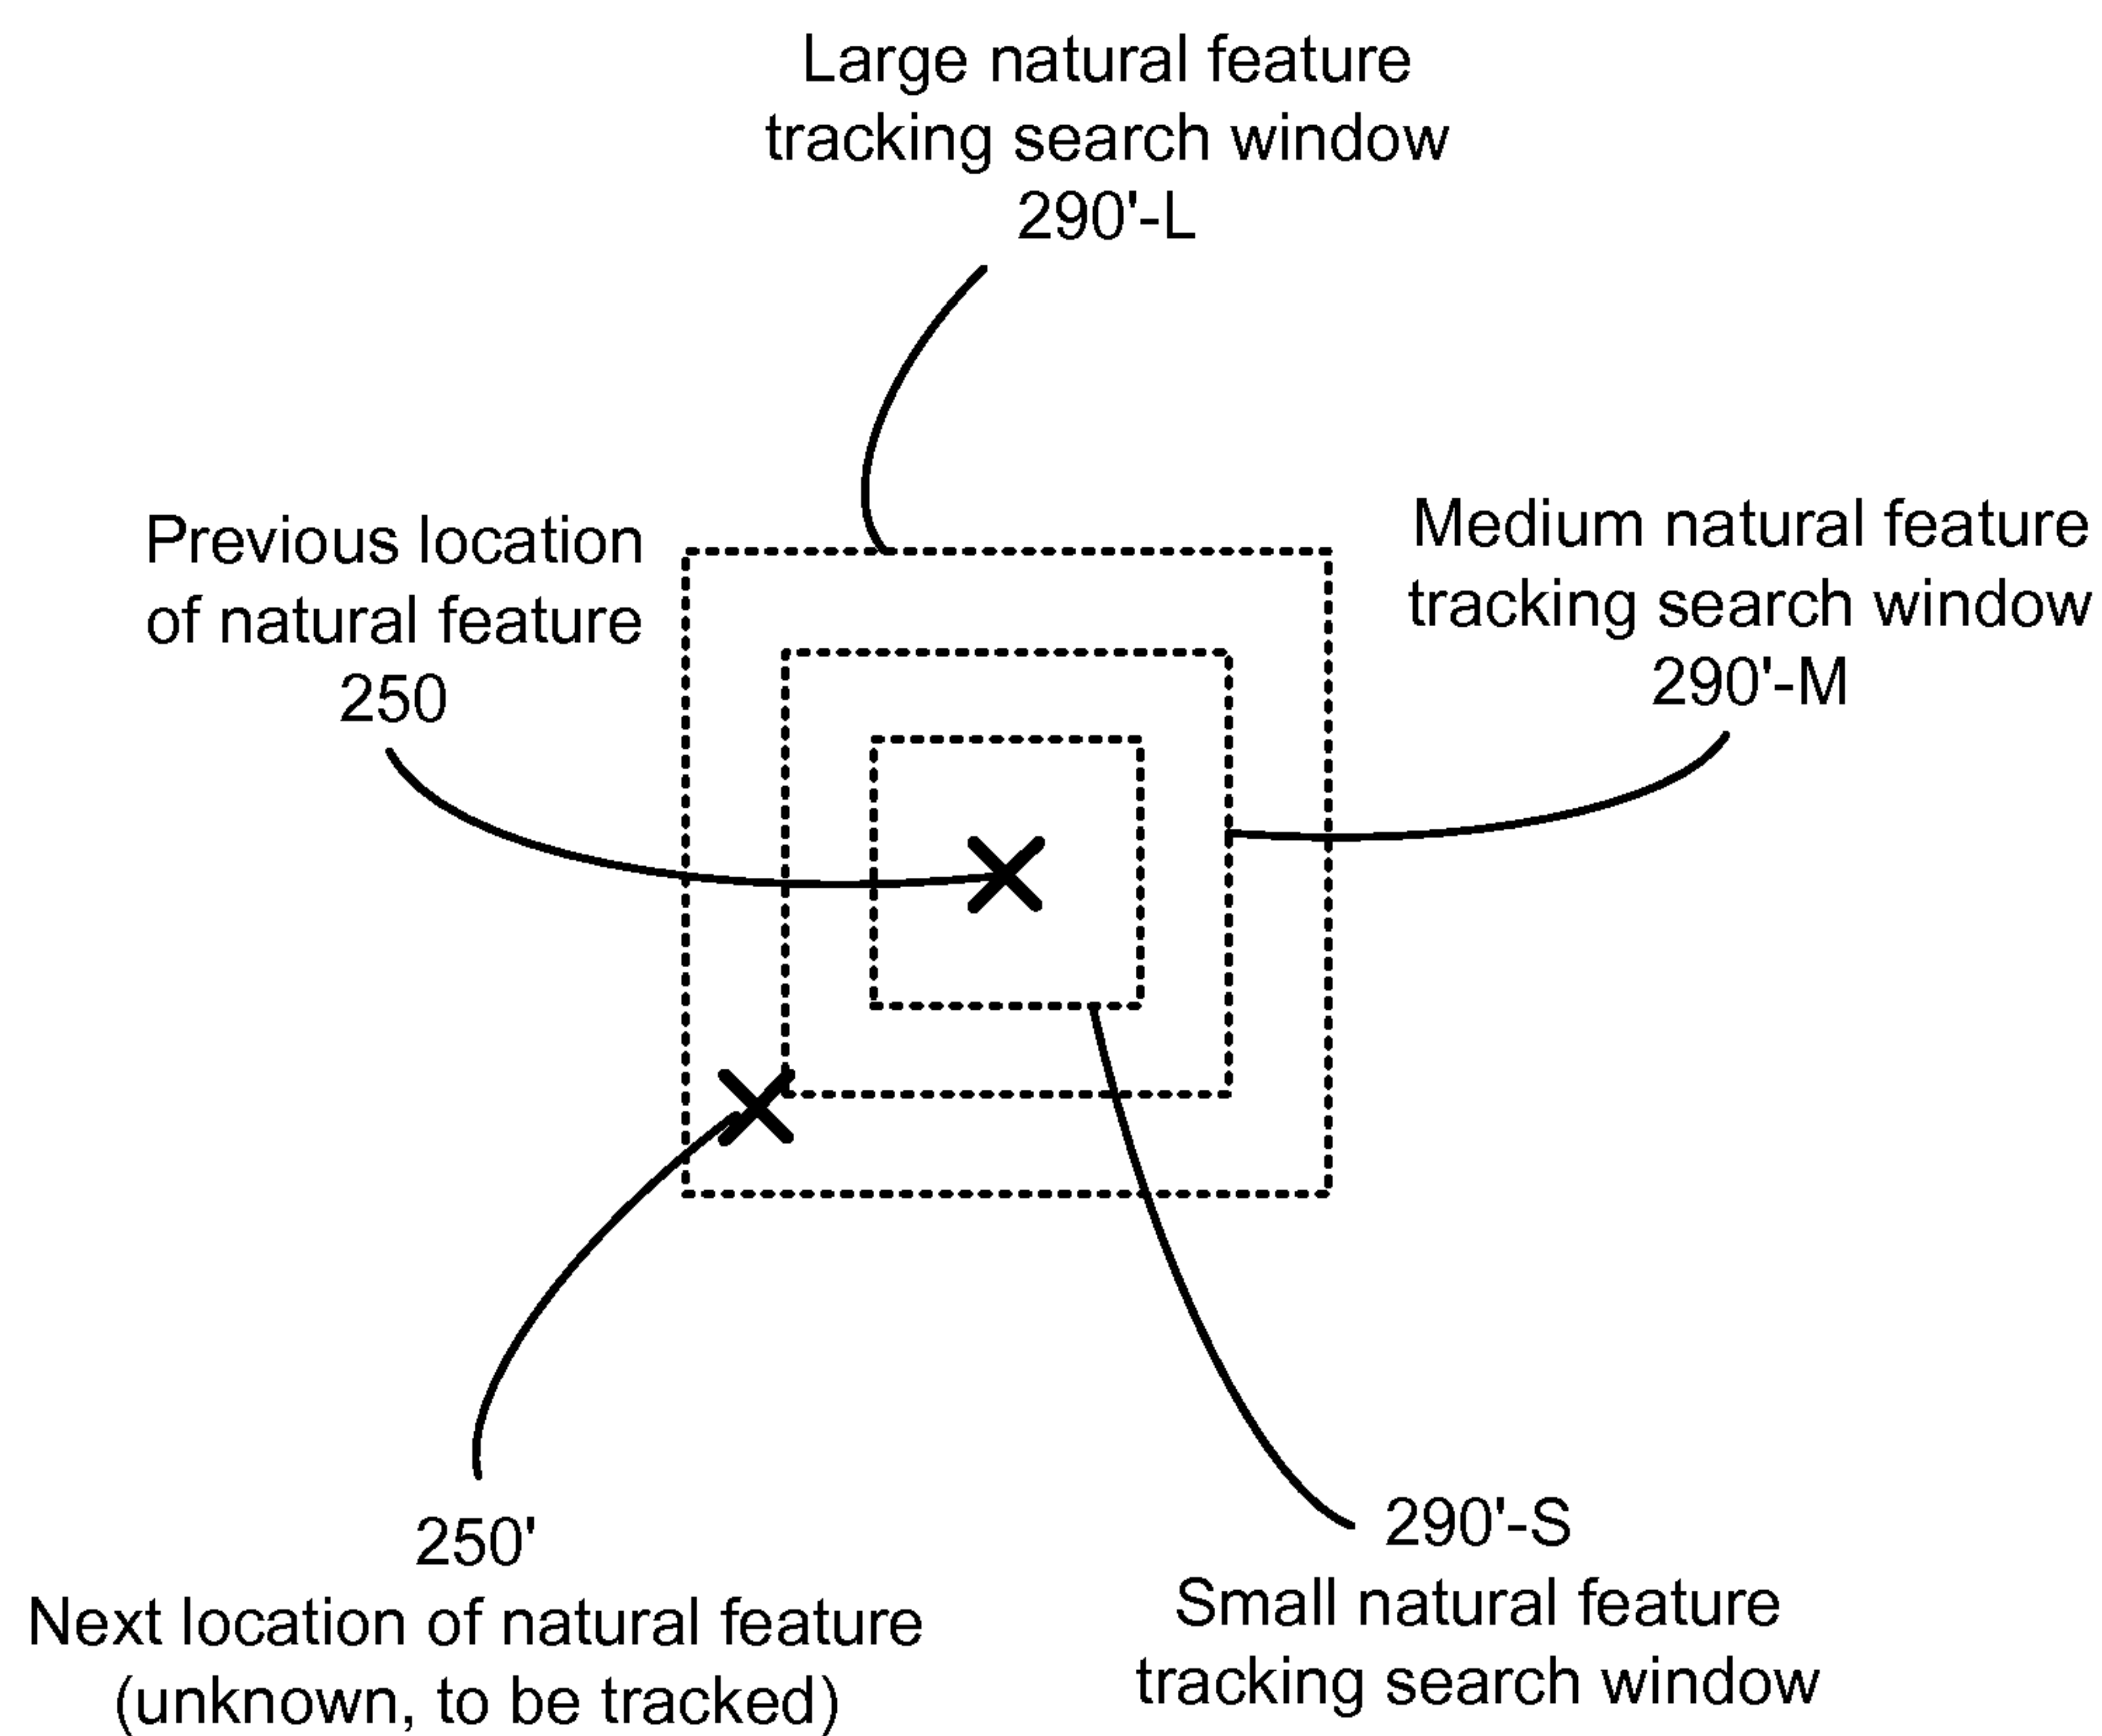 Large natural feature
tracking search window
290'-L
Previous location
of natural feature
250
Medium natural feature
tracking search window
290'-M
250'
Next location of natural feature
(unknown, to be tracked)
290'-S
Small natural feature
tracking search window